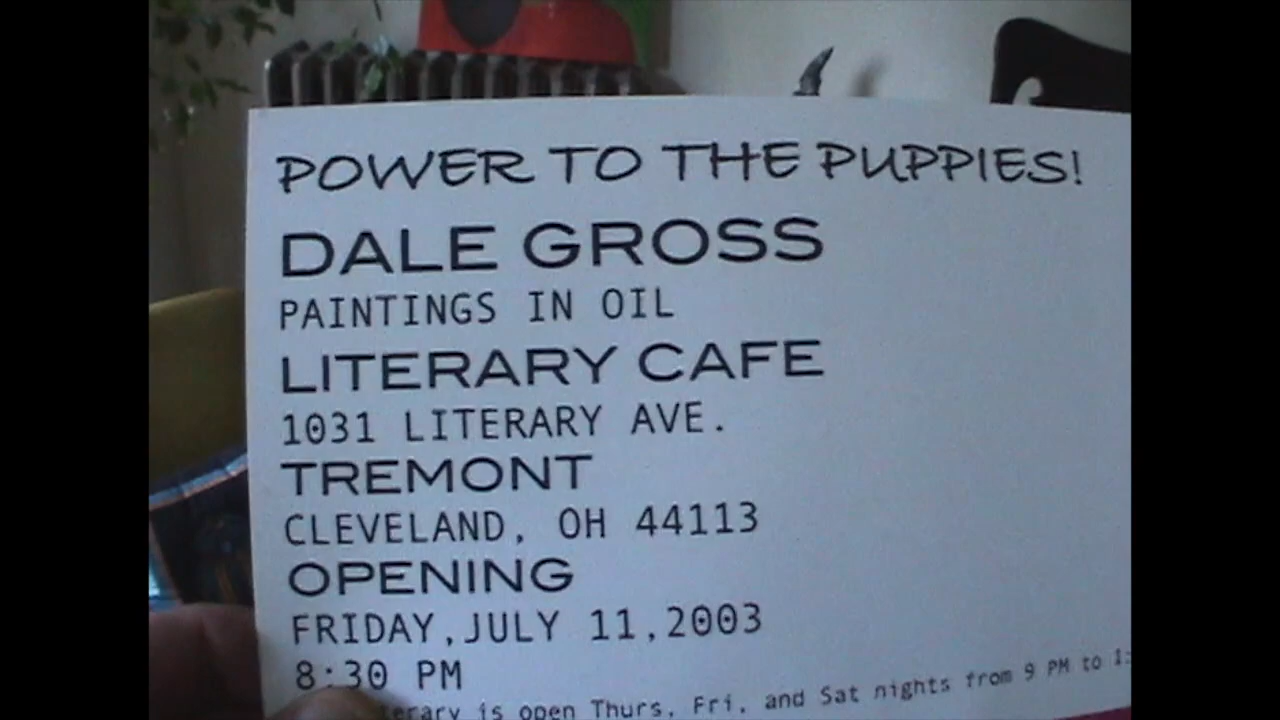 POWER TO THE PUPPIES!
DALE GROSS
PAINTINGS IN OIL
LITERARY CAFE
1031 LITERARY AVE.
TREMONT
CLEVELAND, OH 44113
OPENING
FRIDAY,JULY 11,2003
8:30 PM
is open Thurs, Fri, and Sat nights from 9 PM to